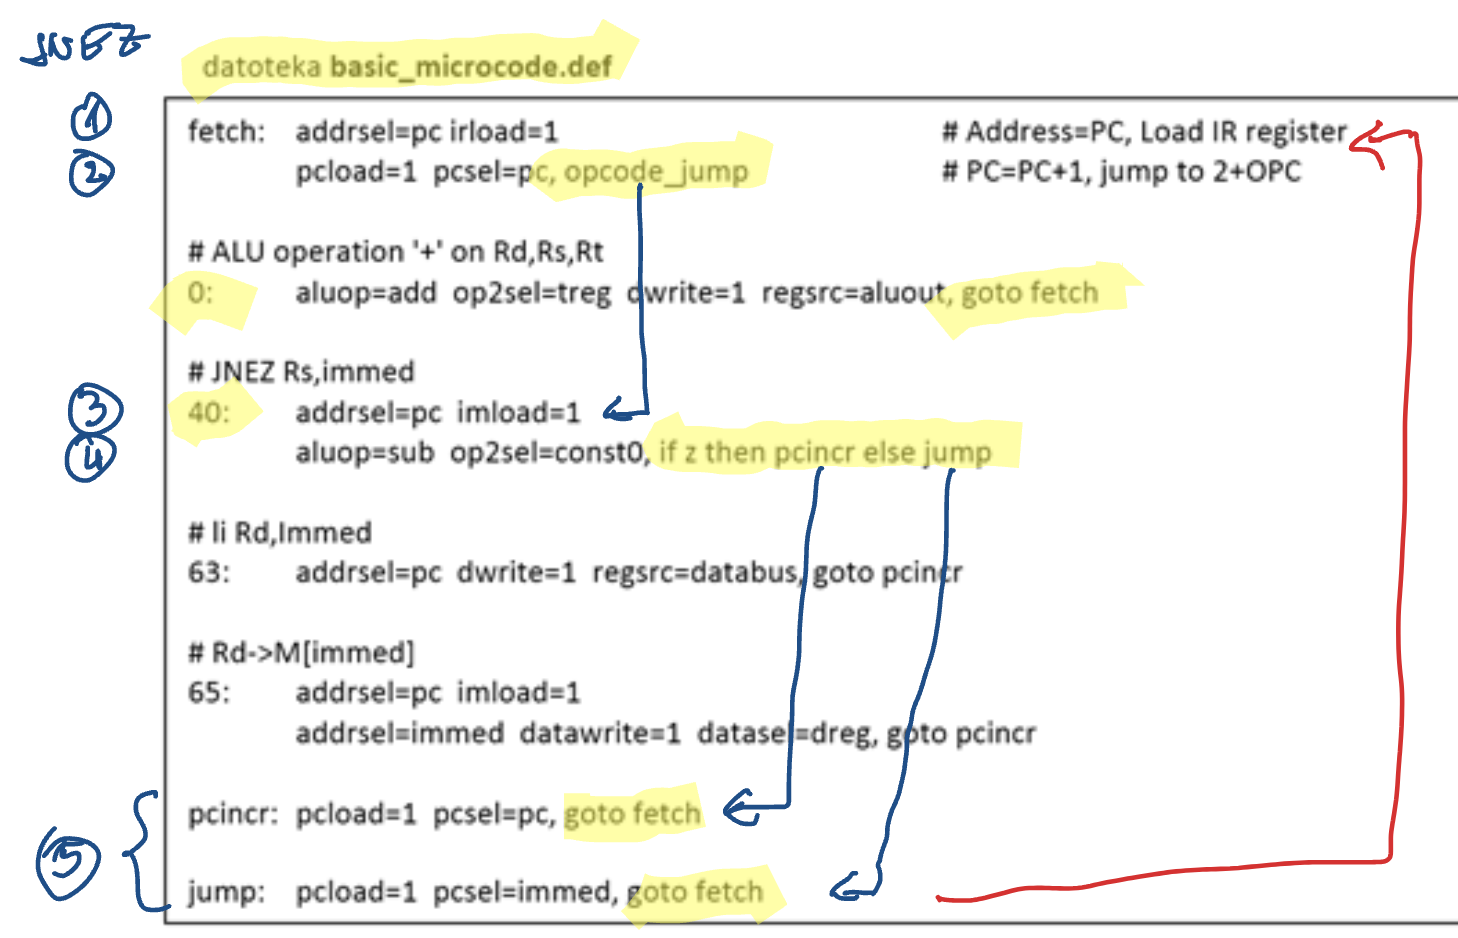 JNEZ
datoteka basic_microcode.def
1 fetch: addrsel=pc irload=1 # Address=PC, Load IR register
2 pcload=1 pcsel=pc, opcode_jump # PC=PC+1, jump to 2+OPC
# ALU operation '+' on Rd,Rs,Rt
0: aluop=add op2sel=treg dwrite=1 regsrc=aluout, goto fetch
# JNEZ Rs,immed
3 40: addrsel=pc imload=1
4 aluop=sub op2sel=const0, if z then pcincr else jump
# li Rd,Immed
63: addrsel=pc dwrite=1 regsrc=databus, goto pcincr
# Rd->M[immed]
65: addrsel=pc imload=1
addrsel=immed datawrite=1 datasel=dreg, goto pcincr
pcincr: pcload=1 pcsel=pc, goto fetch
5
jump: pcload=1 pcsel=immed, goto fetch